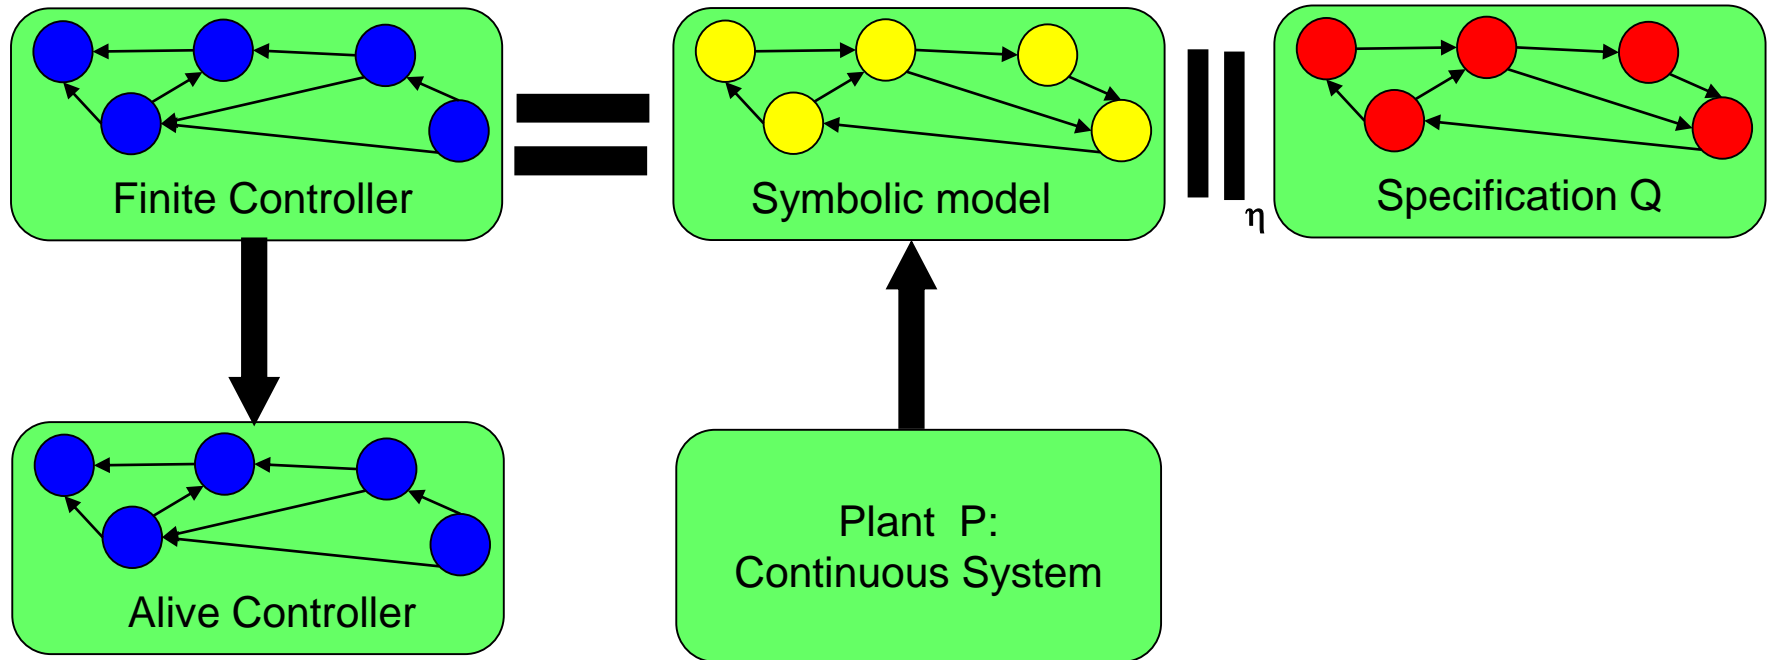 Finite Controller
Symbolic model
η
Specification Q
Alive Controller
Plant P:
Continuous System